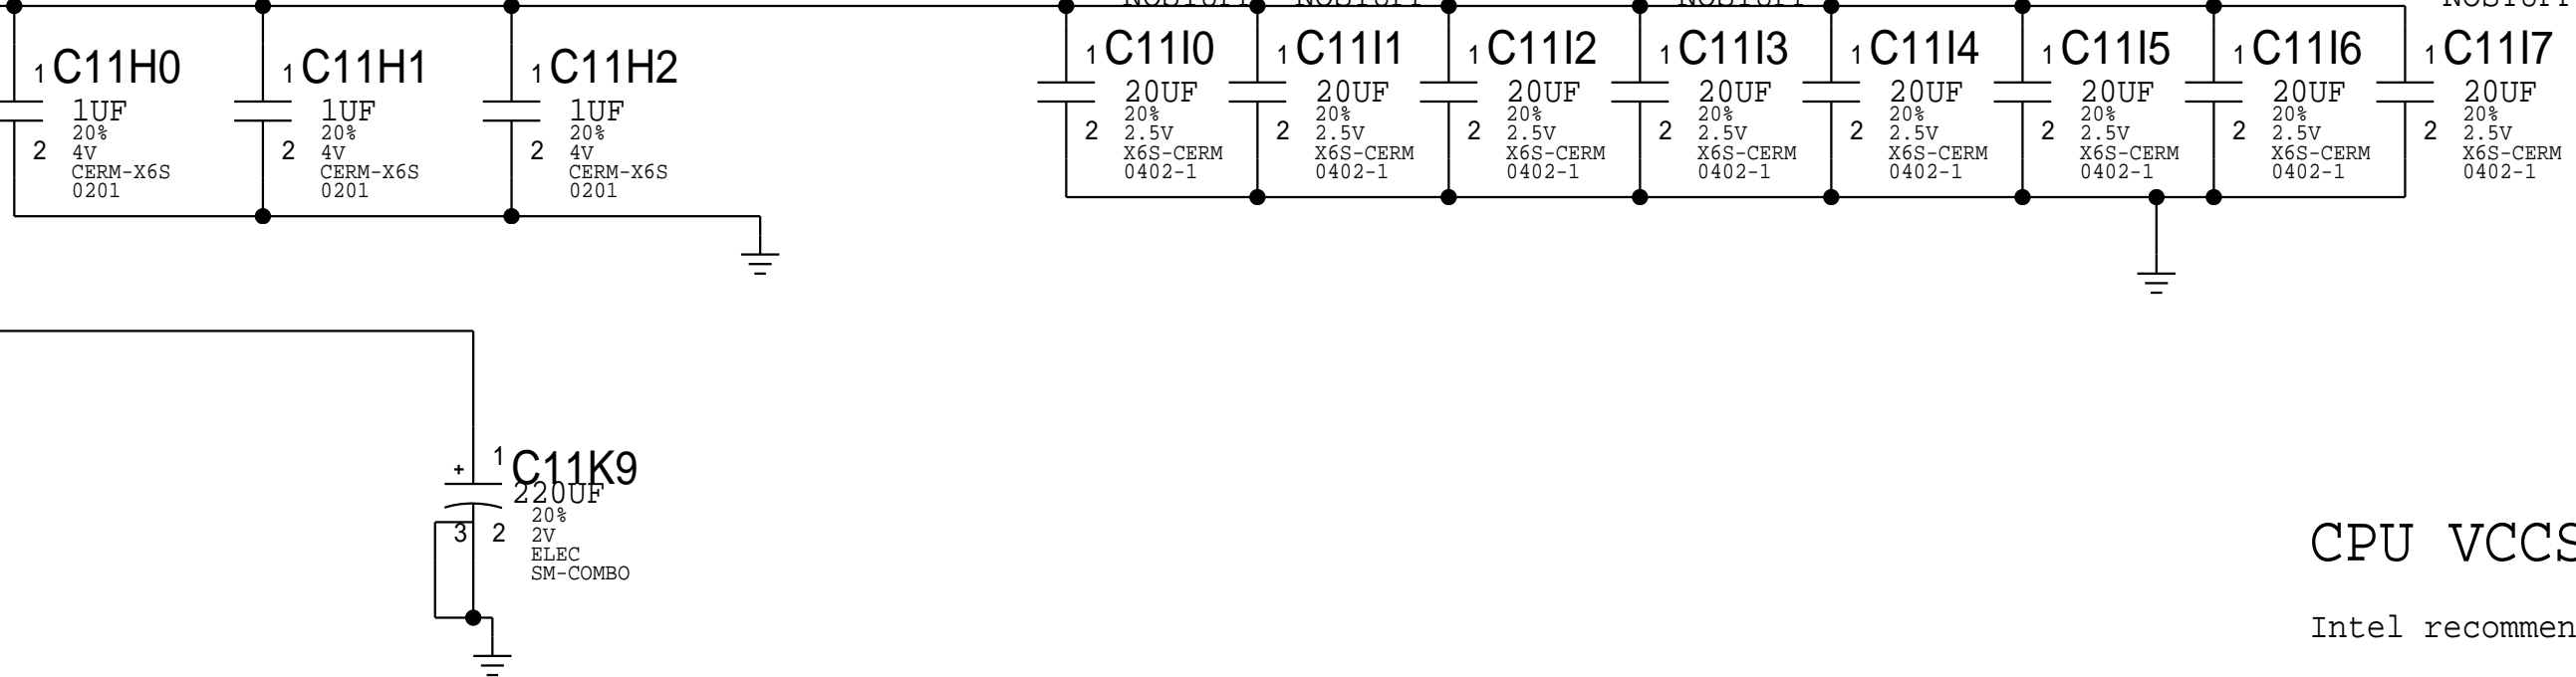 1 C11H0
1UF
20%
2 4V
CERM-X6S
0201
1 C11H1
1UF
20%
2 4V
CERM-X6S
0201
1 C11H2
1UF
20%
2 4V
CERM-X6S
0201
NOSTUFF
1 C11I0
20UF
20%
2 2.5V
X6S-CERM
0402-1
NOSTUFF
1 C11I1
20UF
20%
2 2.5V
X6S-CERM
0402-1
1 C11I2
20UF
20%
2 2.5V
X6S-CERM
0402-1
NOSTUFF
1 C11I3
20UF
20%
2 2.5V
X6S-CERM
0402-1
1 C11I4
20UF
20%
2 2.5V
X6S-CERM
0402-1
1 C11I5
20UF
20%
2 2.5V
X6S-CERM
0402-1
1 C11I6
20UF
20%
2 2.5V
X6S-CERM
0402-1
NOSTUFF
1 C11I7
20UF
20%
2 2.5V
X6S-CERM
0402-1
+ 1 C11K9
220UF
20%
3 2 2V
ELEC
SM-COMBO
CPU VCCS
Intel recommen